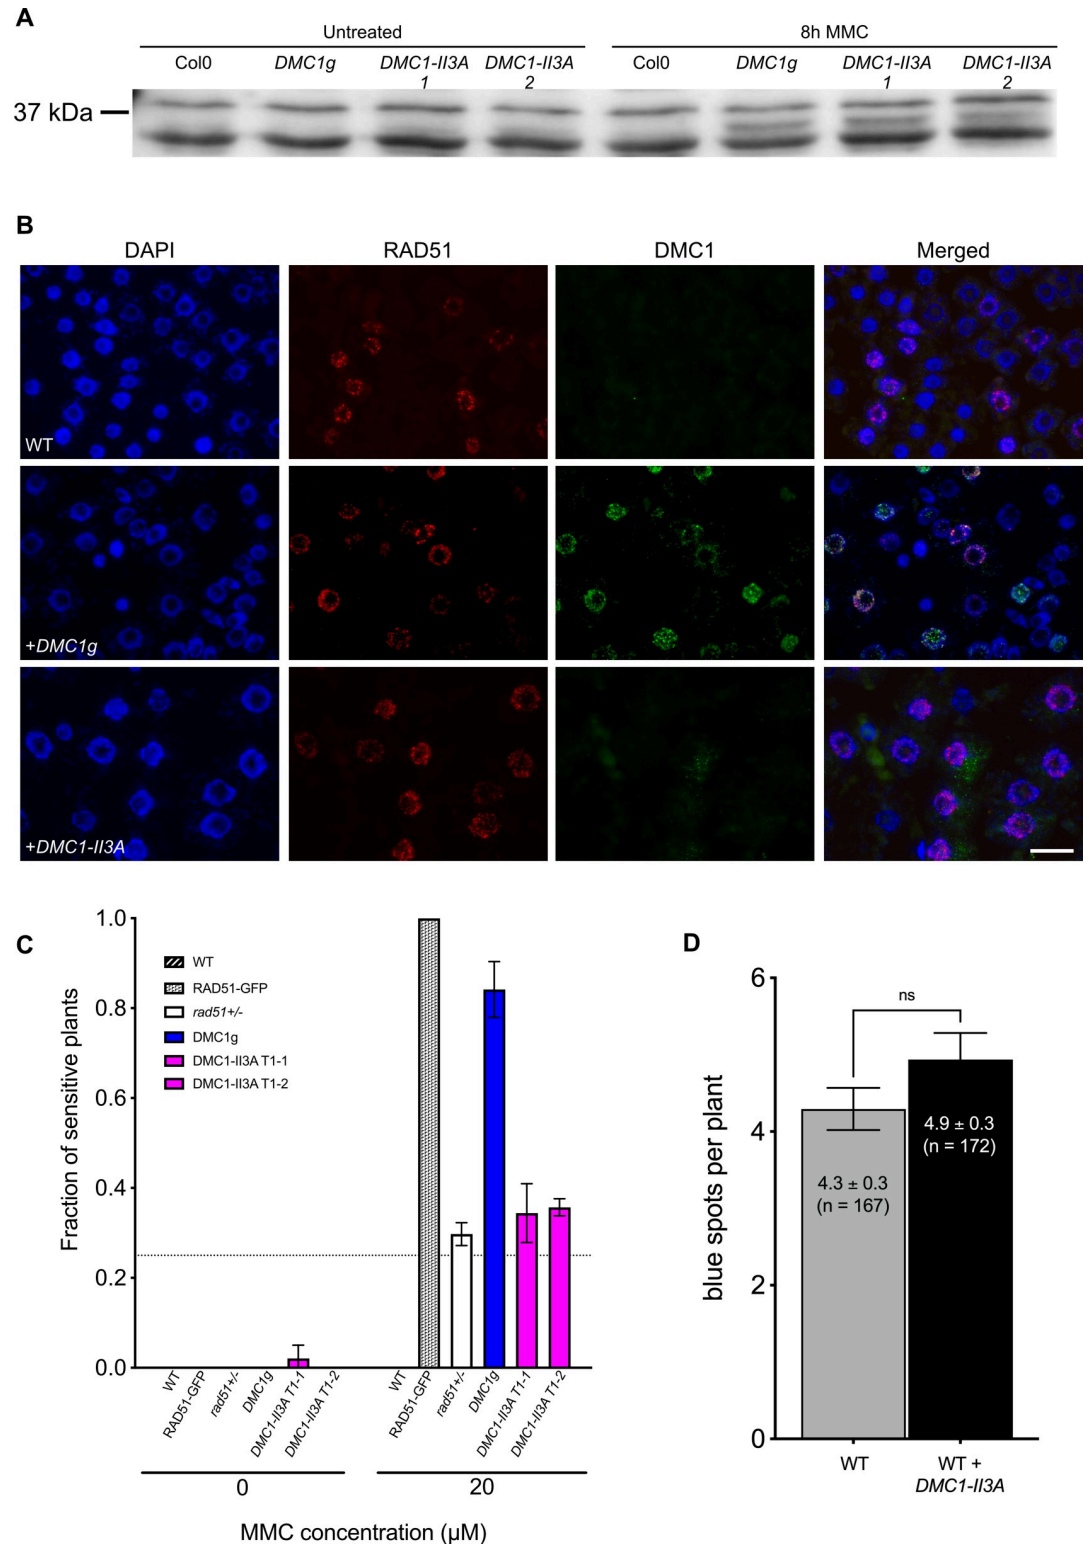 A
Untreated
8h MMC
Col0 DMC1g DMC1-II3A 1 DMC1-II3A 2 Col0 DMC1g DMC1-II3A 1 DMC1-II3A 2
37 kDa
B
DAPI RAD51 DMC1 Merged
WT
+DMC1g
+DMC1-II3A
C
Fraction of sensitive plants
1.0
0.8
0.6
0.4
0.2
0.0
WT
RAD51-GFP
rad51+/-
DMC1g
DMC1-II3A T1-1
DMC1-II3A T1-2
WT RAD51-GFP rad51+/- DMC1g DMC1-II3A T1-1 DMC1-II3A T1-2
WT RAD51-GFP rad51+/- DMC1g DMC1-II3A T1-1 DMC1-II3A T1-2
0 20
MMC concentration (µM)
D
blue spots per plant
6
4
2
0
ns
4.3 ± 0.3
(n = 167)
4.9 ± 0.3
(n = 172)
WT
WT +
DMC1-II3A